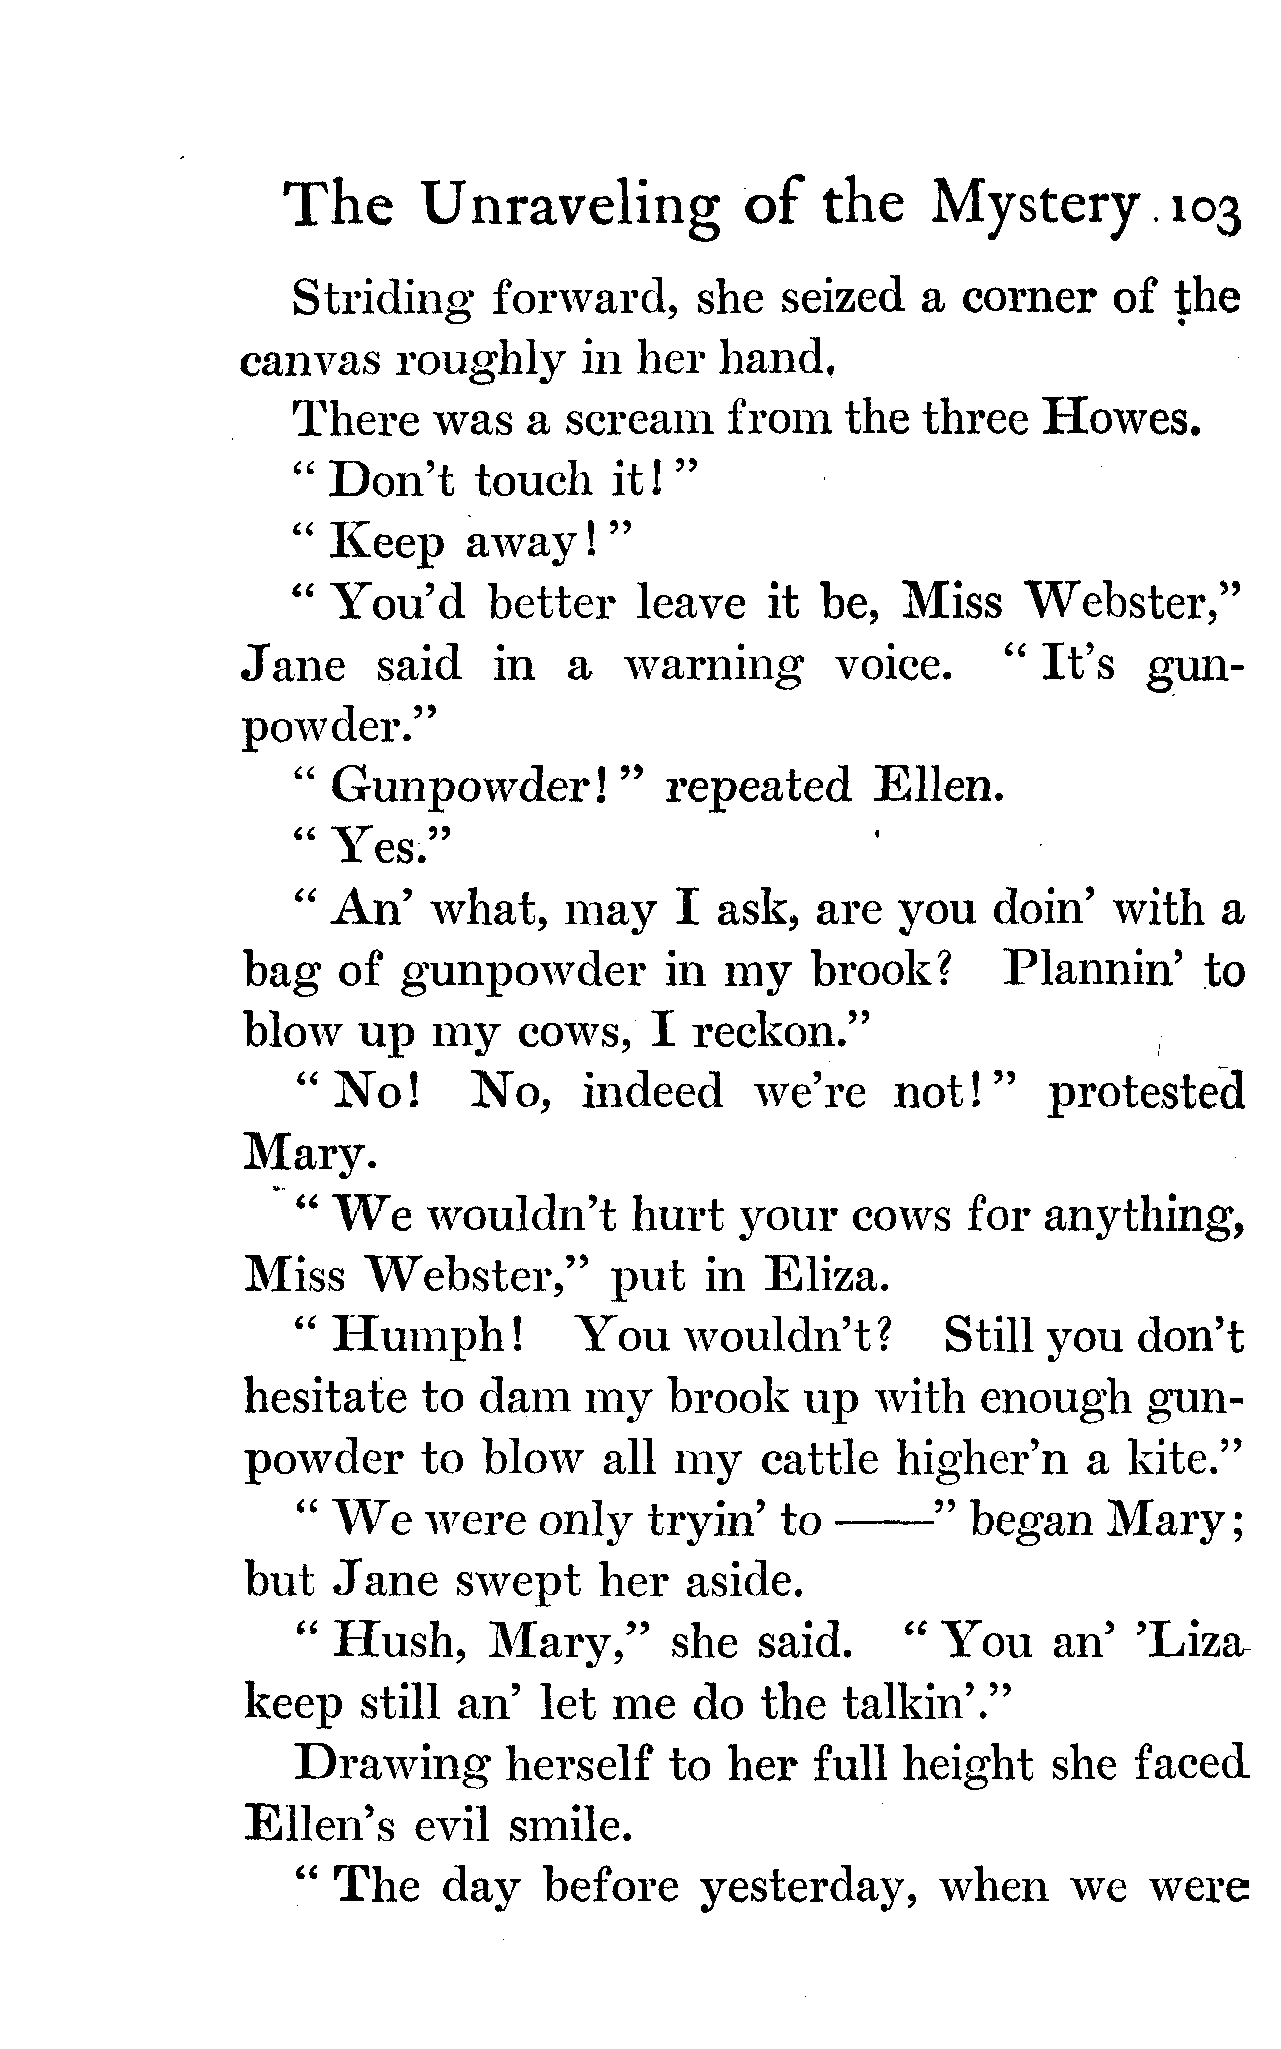 The Unraveling of the Mystery 103
Striding forward, she seized a corner of the
canvas roughly in her hand.
There was a scream from the three Howes.
" Don't touch it! "
" Keep away! "
" You'd better leave it be, Miss Webster,"
Jane said in a warning voice. " It's gun-
powder."
" Gunpowder! " repeated Ellen.
" Yes."
" An' what, may I ask, are you doin' with a
bag of gunpowder in my brook? Plannin' to
blow up my cows, I reckon."
" No! No, indeed we're not! " protested
Mary.
" We wouldn't hurt your cows for anything,
Miss Webster," put in Eliza.
" Humph! You wouldn't? Still you don't
hesitate to dam my brook up with enough gun-
powder to blow all my cattle higher'n a kite."
" We were only tryin' to ——" began Mary;
but Jane swept her aside.
" Hush, Mary," she said. " You an' 'Liza
keep still an' let me do the talkin'."
Drawing herself to her full height she faced
Ellen's evil smile.
" The day before yesterday, when we were